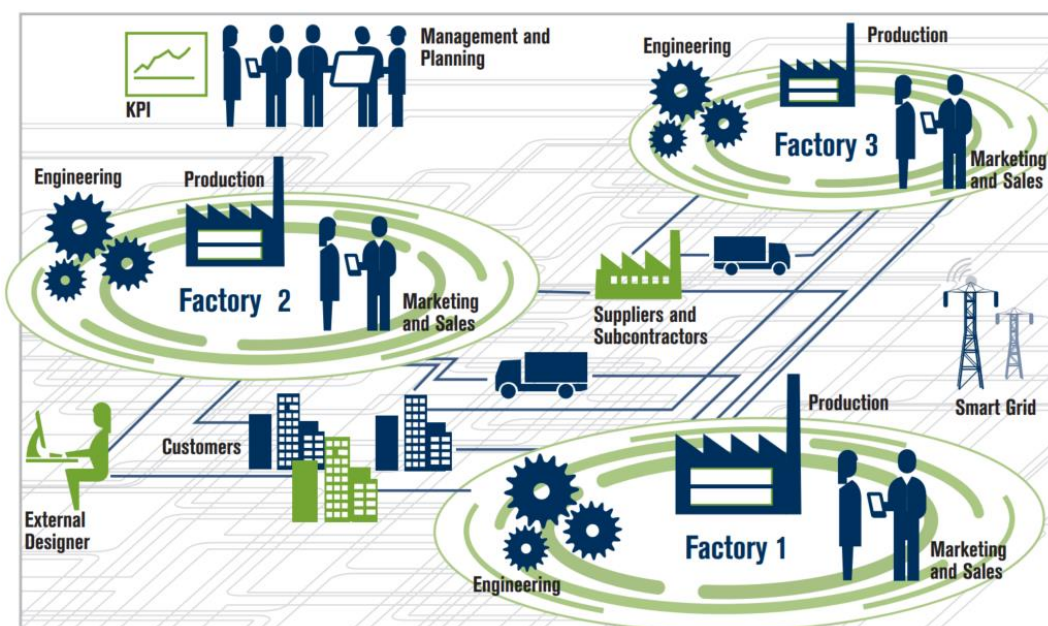 Management and
Planning
KPI
Engineering
Production
Factory 3
Marketing
and Sales
Engineering
Production
Factory 2
Marketing
and Sales
Suppliers and
Subcontractors
Smart Grid
Customers
External
Designer
Production
Factory 1
Engineering
Marketing
and Sales